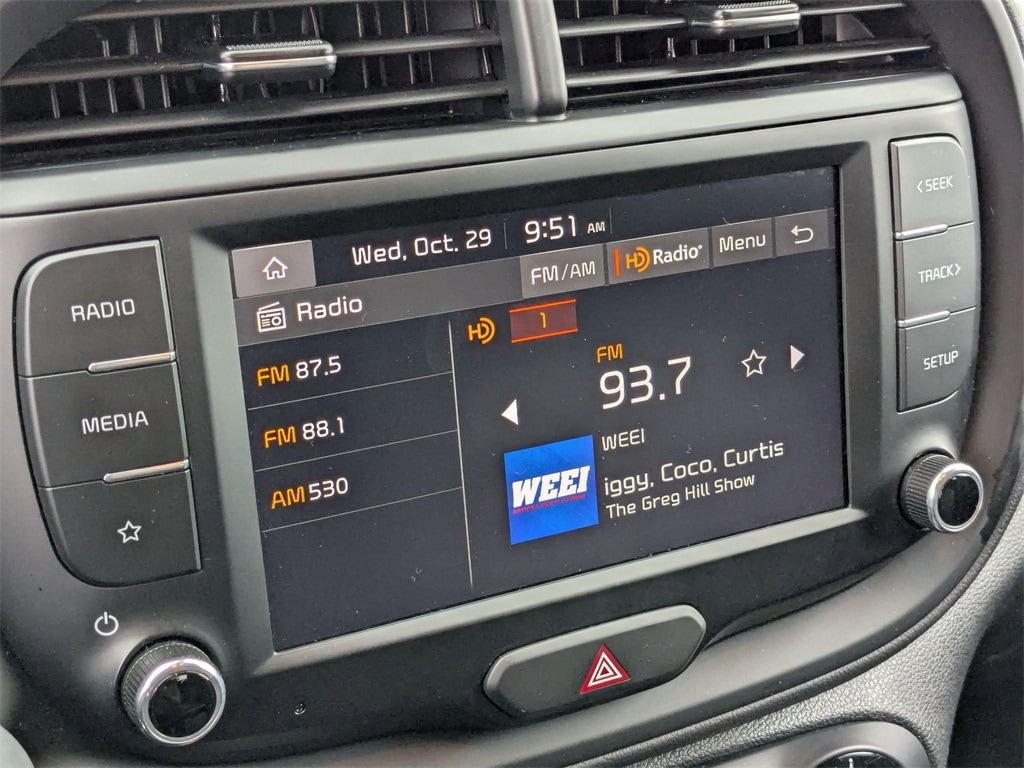 Wed, Oct. 29 9:51 AM
FM/AM HD Radio® Menu
Radio
HD 1
FM 87.5
FM 88.1
AM 530
FM
93.7
WEEI
iggy, Coco, Curtis
The Greg Hill Show
WEEI
RADIO
MEDIA
< SEEK
TRACK >
SETUP